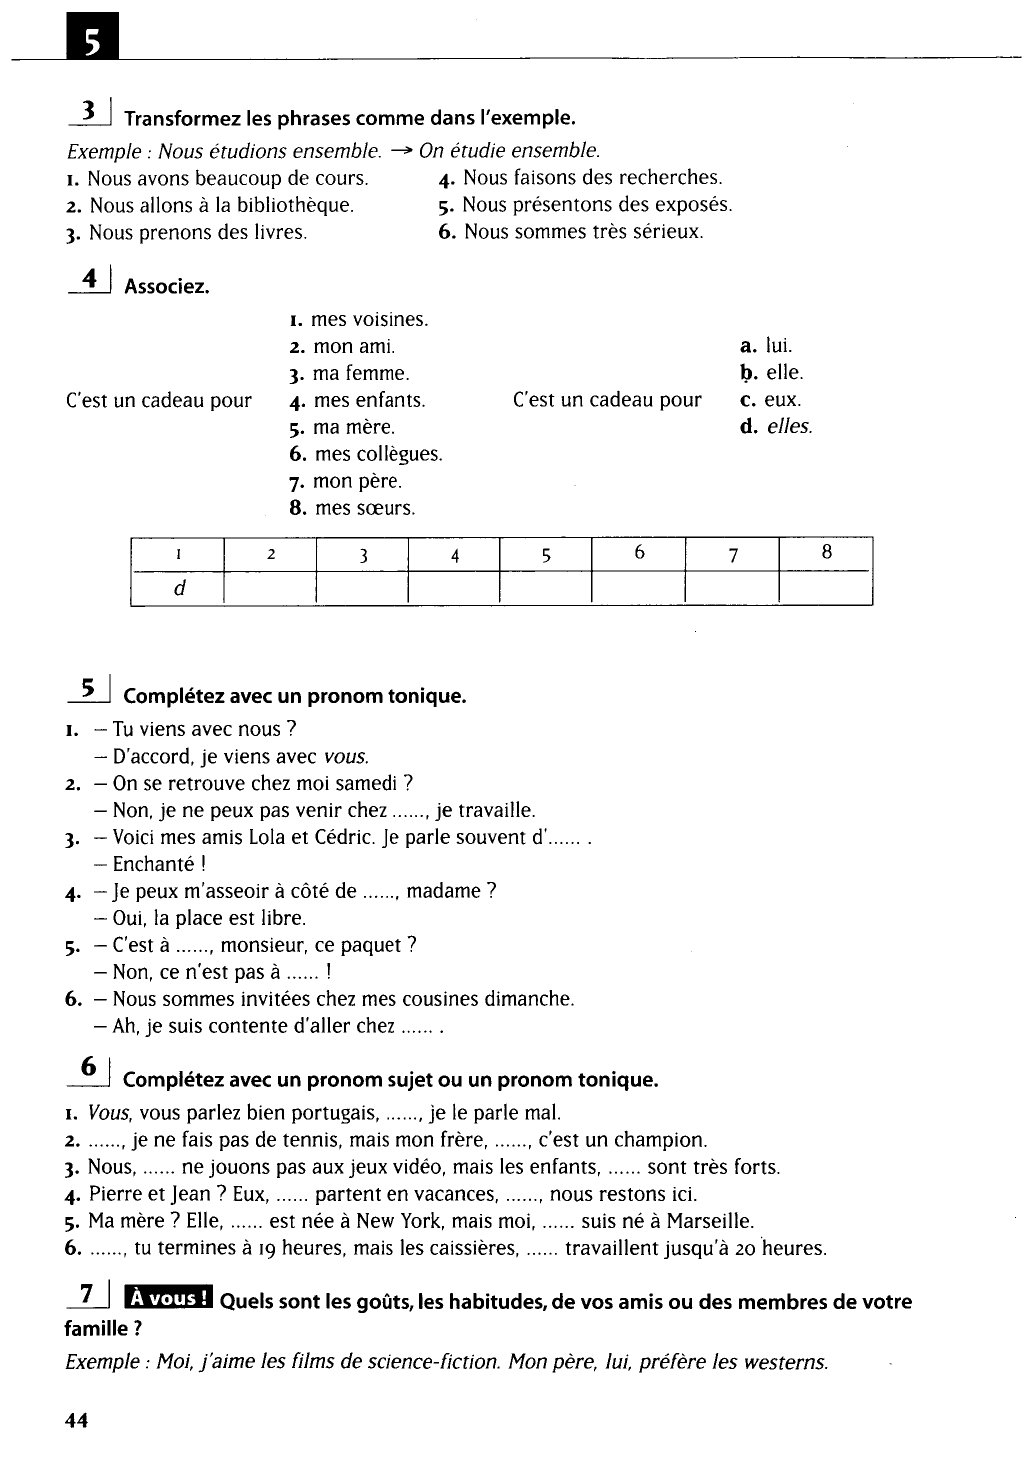 5
3 Transformez les phrases comme dans l'exemple.
Exemple : Nous étudions ensemble. → On étudie ensemble.
1. Nous avons beaucoup de cours.
2. Nous allons à la bibliothèque.
3. Nous prenons des livres.
4. Nous faisons des recherches.
5. Nous présentons des exposés.
6. Nous sommes très sérieux.
4 Associez.
C'est un cadeau pour
1. mes voisines.
2. mon ami.
3. ma femme.
4. mes enfants.
5. ma mère.
6. mes collègues.
7. mon père.
8. mes sœurs.
C'est un cadeau pour
a. lui.
b. elle.
c. eux.
d. elles.
1 2 3 4 5 6 7 8
d
5 Complétez avec un pronom tonique.
1. – Tu viens avec nous ?
– D'accord, je viens avec vous.
2. – On se retrouve chez moi samedi ?
– Non, je ne peux pas venir chez ......, je travaille.
3. – Voici mes amis Lola et Cédric. Je parle souvent d'...... .
– Enchanté !
4. – Je peux m'asseoir à côté de ......, madame ?
– Oui, la place est libre.
5. – C'est à ......, monsieur, ce paquet ?
– Non, ce n'est pas à ...... !
6. – Nous sommes invitées chez mes cousines dimanche.
– Ah, je suis contente d'aller chez ...... .
6 Complétez avec un pronom sujet ou un pronom tonique.
1. Vous, vous parlez bien portugais, ......, je le parle mal.
2. ......, je ne fais pas de tennis, mais mon frère, ......, c'est un champion.
3. Nous, ...... ne jouons pas aux jeux vidéo, mais les enfants, ...... sont très forts.
4. Pierre et Jean ? Eux, ...... partent en vacances, ......, nous restons ici.
5. Ma mère ? Elle, ...... est née à New York, mais moi, ...... suis né à Marseille.
6. ......, tu termines à 19 heures, mais les caissières, ...... travaillent jusqu'à 20 heures.
7 À vous ! Quels sont les goûts, les habitudes, de vos amis ou des membres de votre
famille ?
Exemple : Moi, j'aime les films de science-fiction. Mon père, lui, préfère les westerns.
44